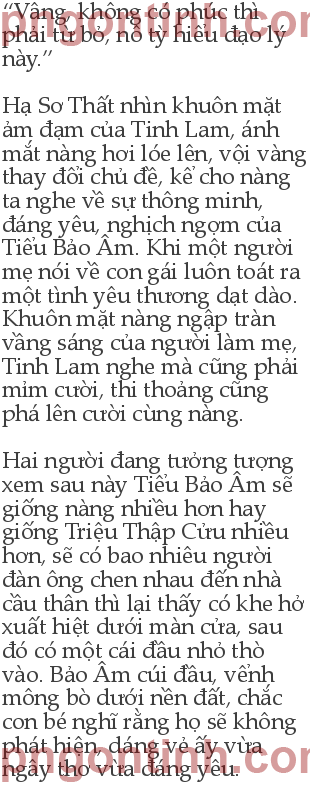 “Vâng, không có phúc thì
phải từ bỏ, nô tỳ hiểu đạo lý
này.”
Hạ Sơ Thất nhìn khuôn mặt
ảm đạm của Tinh Lam, ánh
mắt nàng hơi lóe lên, vội vàng
thay đổi chủ đề, kể cho nàng
ta nghe về sự thông minh,
đáng yêu, nghịch ngợm của
Tiểu Bảo Âm. Khi một người
mẹ nói về con gái luôn toát ra
một tình yêu thương dạt dào.
Khuôn mặt nàng ngập tràn
vầng sáng của người làm mẹ,
Tinh Lam nghe mà cũng phải
mỉm cười, thi thoảng cũng
phá lên cười cùng nàng.
Hai người đang tưởng tượng
xem sau này Tiểu Bảo Âm sẽ
giống nàng nhiều hơn hay
giống Triệu Thập Cửu nhiều
hơn, sẽ có bao nhiêu người
đàn ông chen nhau đến nhà
cầu thân thì lại thấy có khe hở
xuất hiệt dưới màn cửa, sau
đó có một cái đầu nhỏ thò
vào. Bảo Âm cúi đầu, vểnh
mông bò dưới nền đất, chắc
con bé nghĩ rằng họ sẽ không
phát hiện, dáng vẻ ấy vừa
ngây thơ vừa đáng yêu.